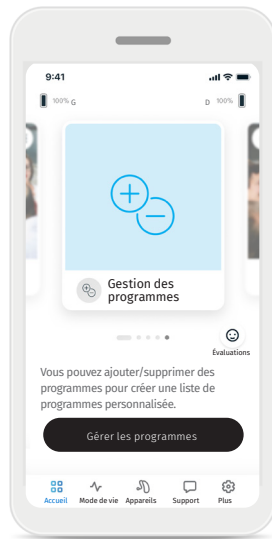 9:41
100% G
D 100%
Gestion des
programmes
Évaluations
Vous pouvez ajouter/supprimer des
programmes pour créer une liste de
programmes personnalisée.
Gérer les programmes
Accueil Mode de vie Appareils Support Plus